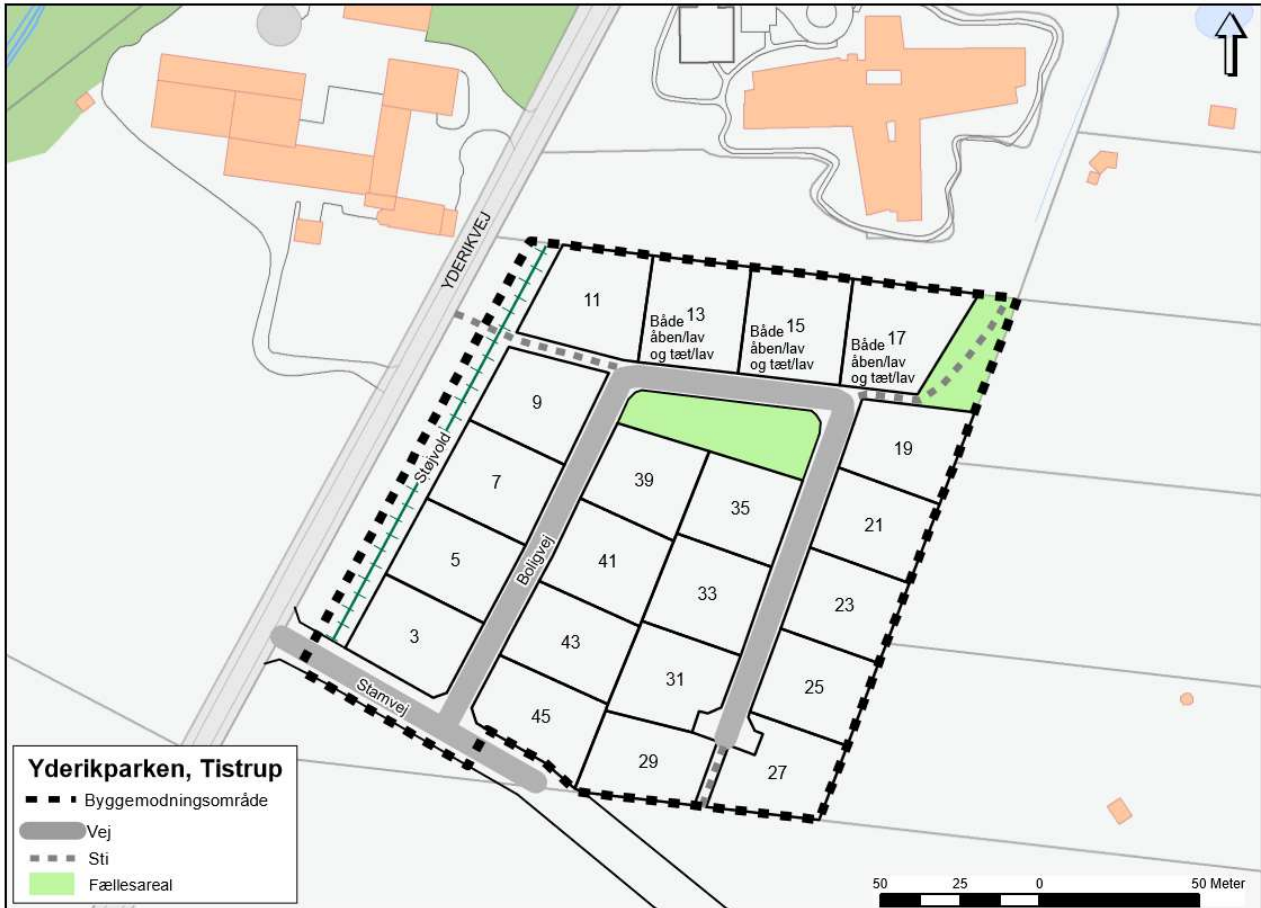 YDERIKVEJ
11
13
Både
åben/lav
og tæt/lav
15
Både
åben/lav
og tæt/lav
17
Både
åben/lav
og tæt/lav
9
19
Støjvold
7
39
35
21
5
Boligvej
41
33
23
3
43
31
25
Stamvej
45
29
27
Yderikparken, Tistrup
Byggemodningsområde
Vej
Sti
Fællesareal
50 25 0 50 Meter